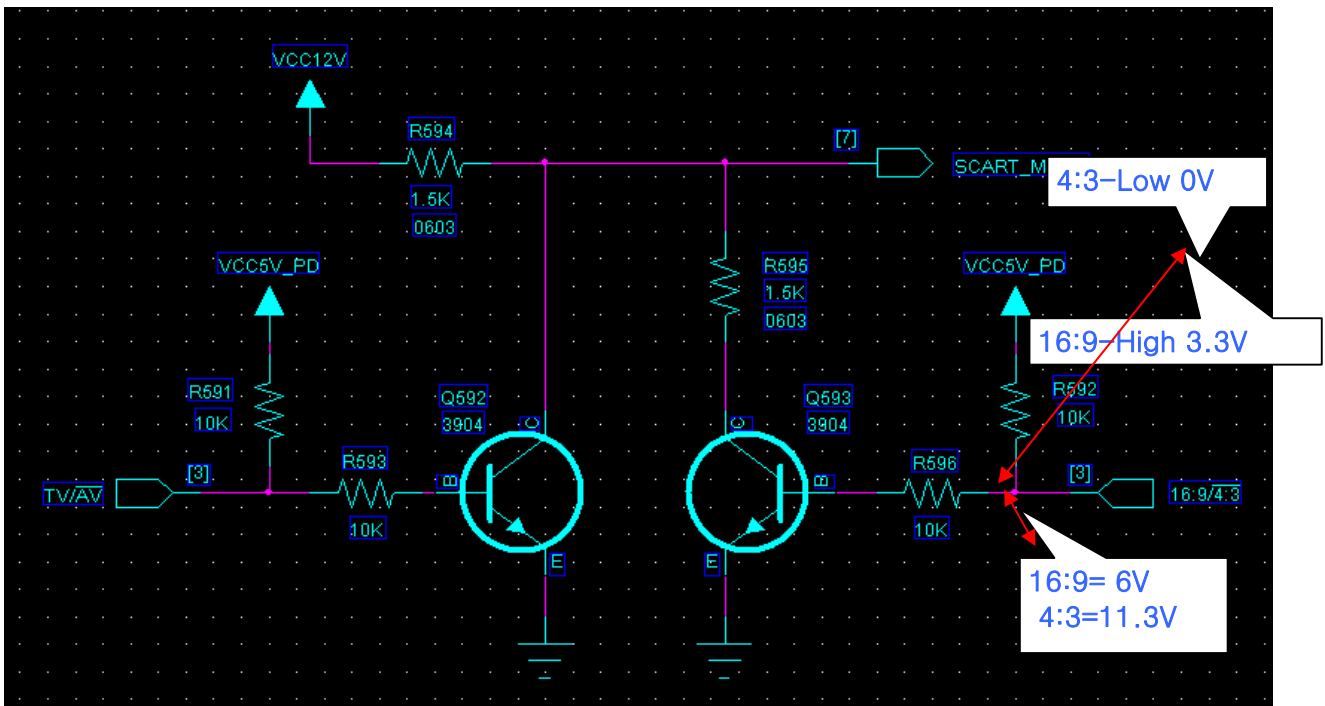 VCC12V
R594
1.5K
0603
[7]
4:3-Low 0V
VCC5V_PD
R595
1.5K
0603
VCC5V_PD
16:9-High 3.3V
R591
10K
Q592
3904
C
C
Q593
3904
R592
10K
TV/AV
[3]
R593
10K
B
E
B
E
R596
10K
[3]
16:9/4:3
16:9= 6V
4:3=11.3V